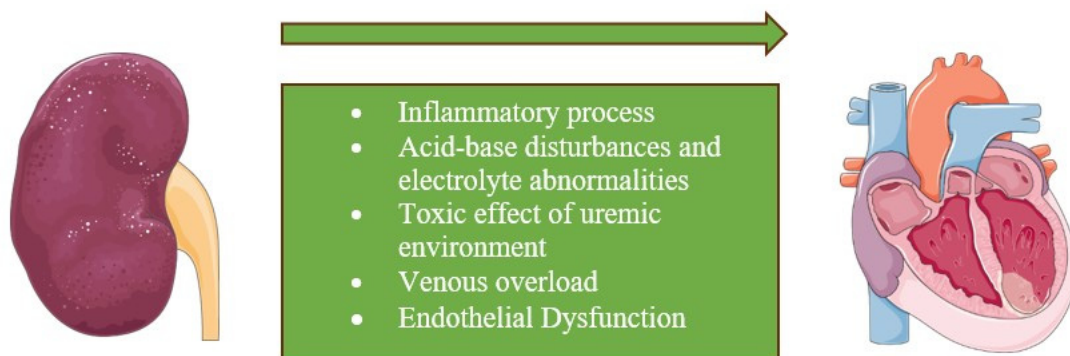 • Inflammatory process
• Acid-base disturbances and
electrolyte abnormalities
• Toxic effect of uremic
environment
• Venous overload
• Endothelial Dysfunction